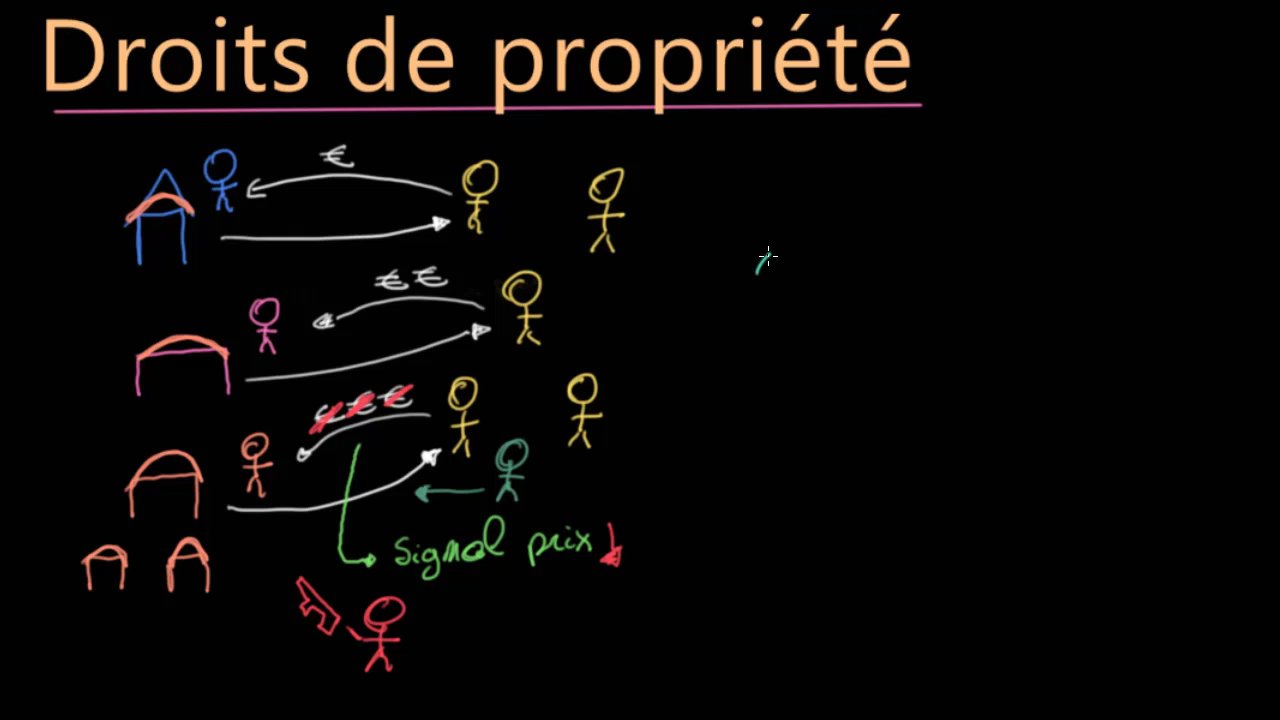 Droits de propriété
€
€ €
€ € €
signal prix